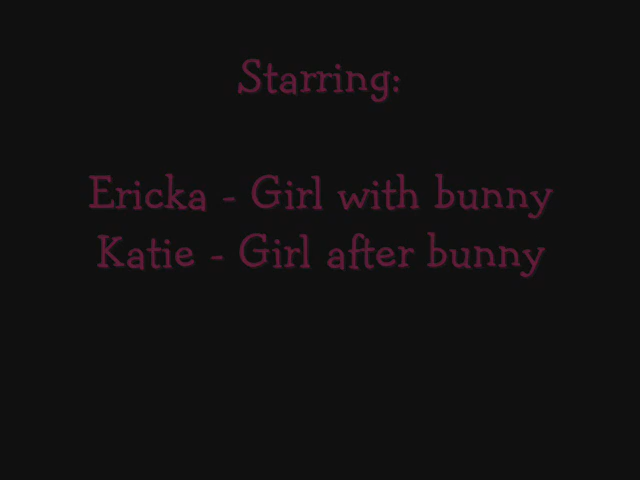 Starring:
Ericka - Girl with bunny
Katie - Girl after bunny